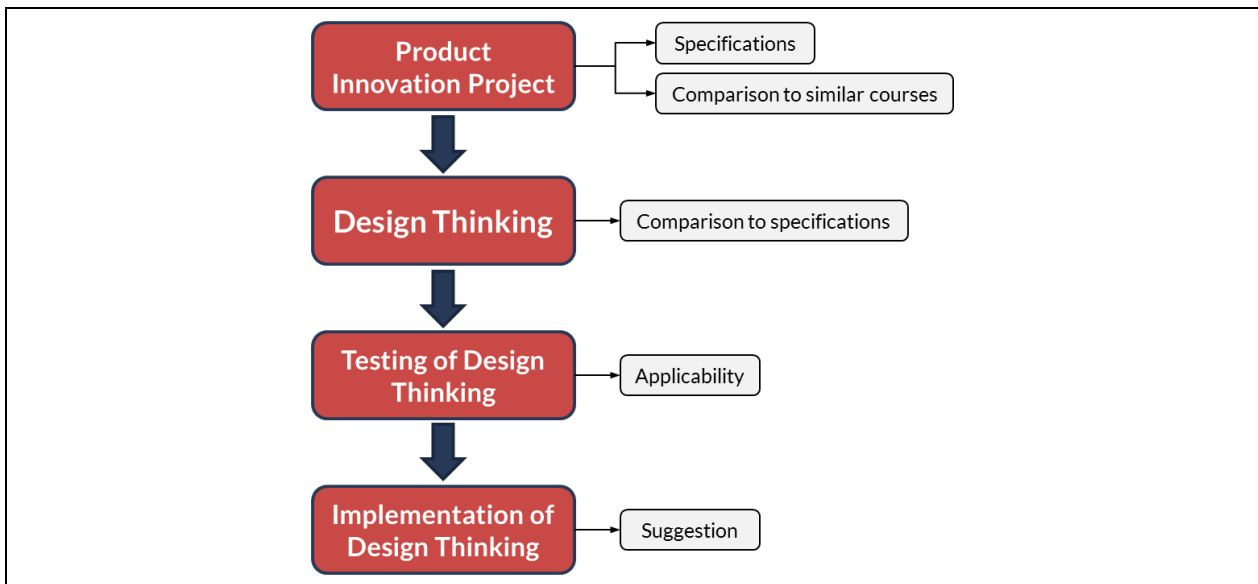 Product
Innovation Project
Specifications
Comparison to similar courses
Design Thinking
Comparison to specifications
Testing of Design
Thinking
Applicability
Implementation of
Design Thinking
Suggestion